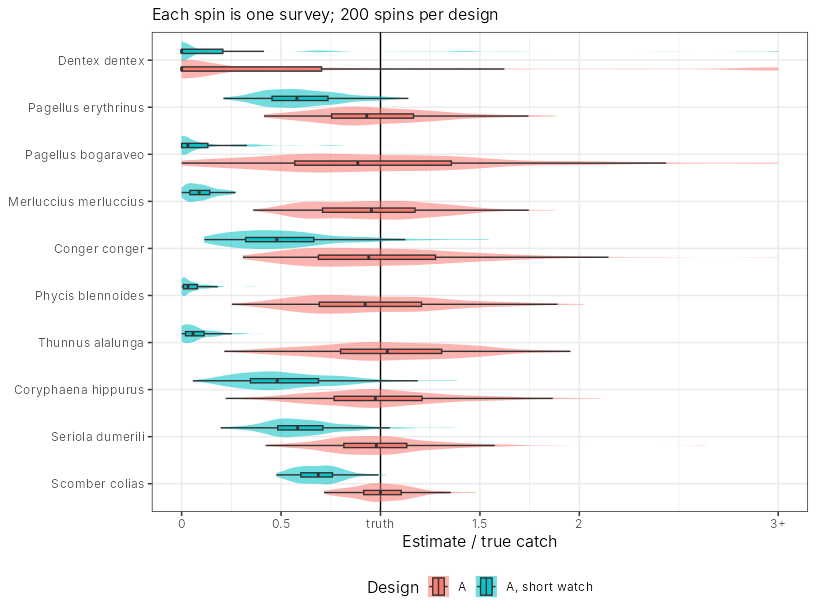 Each spin is one survey; 200 spins per design
Dentex dentex
Pagellus erythrinus
Pagellus bogaraveo
Merluccius merluccius
Conger conger
Phycis blennoides
Thunnus alalunga
Coryphaena hippurus
Seriola dumerili
Scomber colias
0 0.5 truth 1.5 2 3+
Estimate / true catch
Design A A, short watch